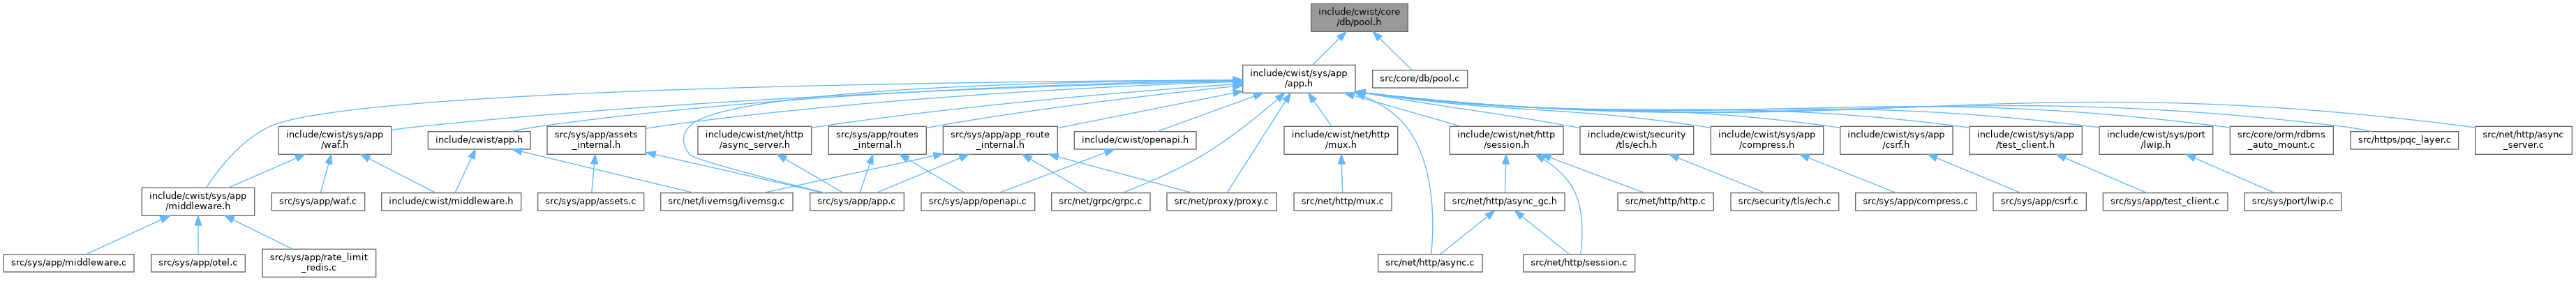 include/cwist/core
/db/pool.h
include/cwist/sys/app
/app.h
src/core/db/pool.c
include/cwist/sys/app
/waf.h
include/cwist/app.h
src/sys/app/assets
_internal.h
include/cwist/net/http
/async_server.h
src/sys/app/routes
_internal.h
src/sys/app/app_route
_internal.h
include/cwist/openapi.h
include/cwist/net/http
/mux.h
include/cwist/net/http
/session.h
include/cwist/security
/tls/ech.h
include/cwist/sys/app
/compress.h
include/cwist/sys/app
/csrf.h
include/cwist/sys/app
/test_client.h
include/cwist/sys/port
/lwip.h
src/core/orm/rdbms
_auto_mount.c
src/https/pqc_layer.c
src/net/http/async
_server.c
include/cwist/sys/app
/middleware.h
src/sys/app/waf.c
include/cwist/middleware.h
src/sys/app/assets.c
src/net/livemsg/livemsg.c
src/sys/app/app.c
src/sys/app/openapi.c
src/net/grpc/grpc.c
src/net/proxy/proxy.c
src/net/http/mux.c
src/net/http/async_gc.h
src/net/http/http.c
src/security/tls/ech.c
src/sys/app/compress.c
src/sys/app/csrf.c
src/sys/app/test_client.c
src/sys/port/lwip.c
src/sys/app/middleware.c
src/sys/app/otel.c
src/sys/app/rate_limit
_redis.c
src/net/http/async.c
src/net/http/session.c